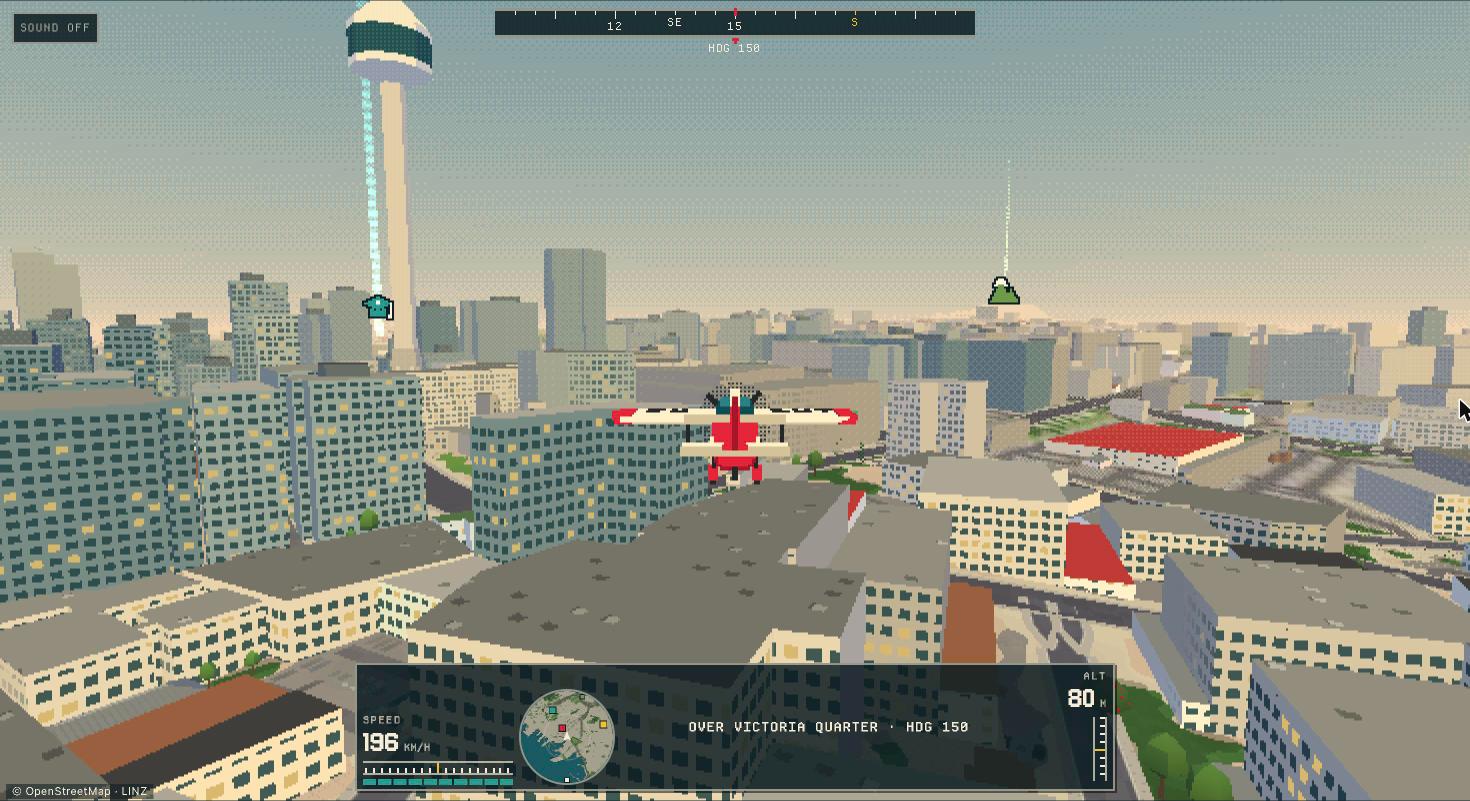 SOUND OFF
12 SE 15 S
HDG 150
ALT
80 M
SPEED
196 KM/H
OVER VICTORIA QUARTER · HDG 150
© OpenStreetMap · LINZ